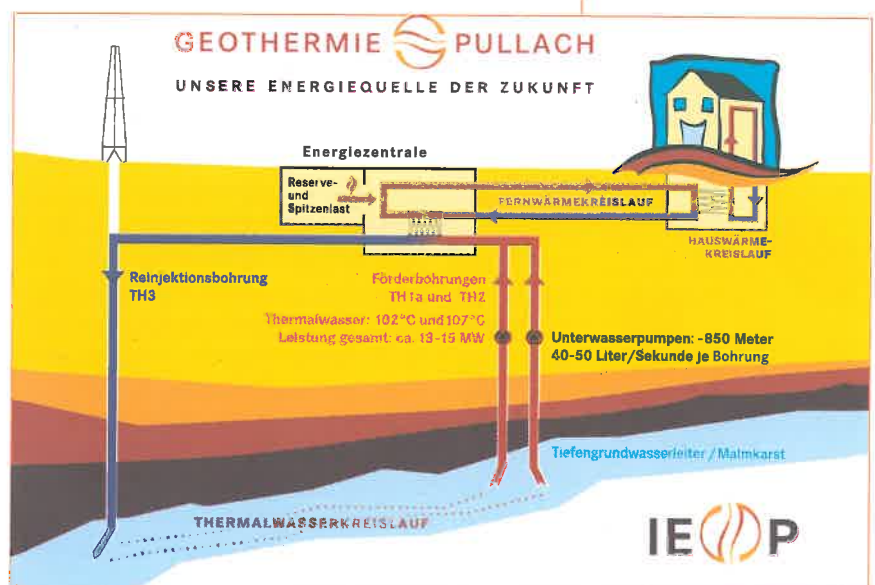 GEOTHERMIE PULLACH
UNSERE ENERGIEQUELLE DER ZUKUNFT
Energiezentrale
Reserve-
und
Spitzenlast
FERNWÄRMEKREISLAUF
HAUSWÄRME-
KREISLAUF
Reinjektionsbohrung
TH3
Förderbohrungen
TH1a und TH2
Thermalwasser: 102°C und 107°C
Leistung gesamt: ca. 13-15 MW
Unterwasserpumpen: -850 Meter
40-50 Liter/Sekunde je Bohrung
Tiefengrundwasserleiter / Malmkarst
THERMALWASSERKREISLAUF
IEP